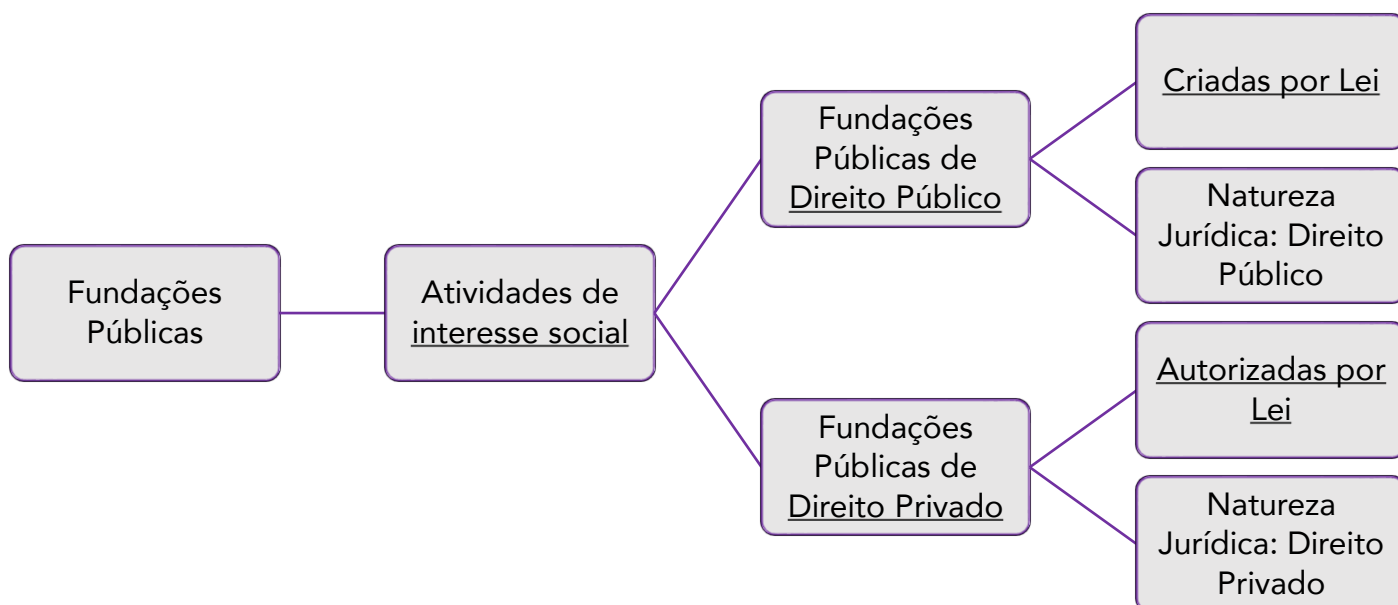 Fundações
Públicas
Atividades de
interesse social
Fundações
Públicas de
Direito Público
Criadas por Lei
Natureza
Jurídica: Direito
Público
Fundações
Públicas de
Direito Privado
Autorizadas por
Lei
Natureza
Jurídica: Direito
Privado